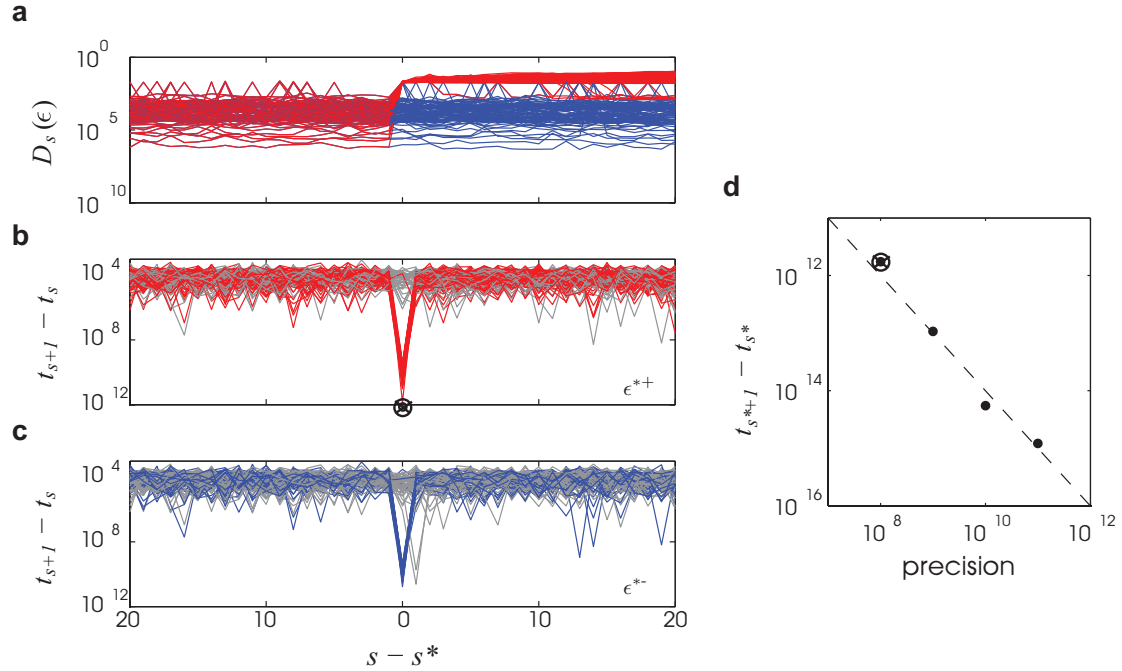 a
10 0
10 5
10 10
D_s(ϵ)
b
10 4
10 8
10 12
t_{s+1} − t_s
ϵ*+
c
10 4
10 8
10 12
t_{s+1} − t_s
ϵ*-
20 10 0 10 20
s − s*
d
10 12
10 14
10 16
t_{s*+1} − t_{s*}
10 8 10 10 10 12
precision